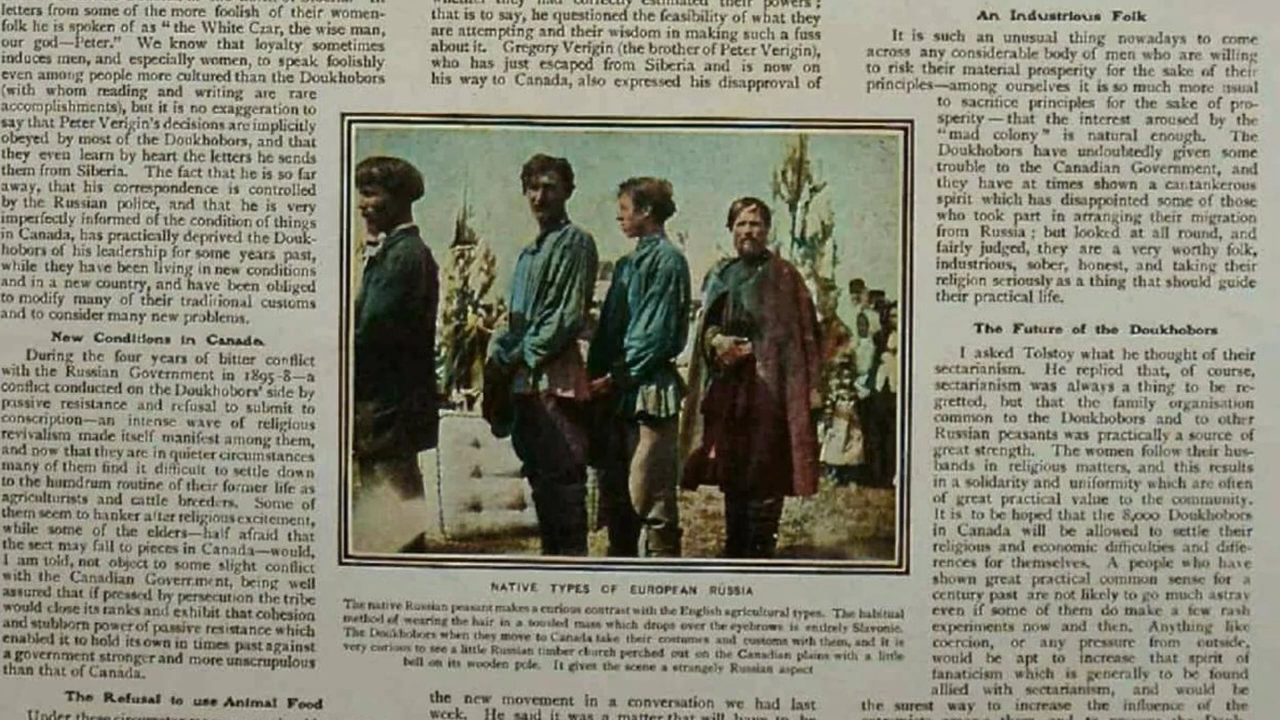 letters from some of the more foolish of their women-
folk he is spoken of as "the White Czar, the wise man,
our god—Peter." We know that loyalty sometimes
induces men, and especially women, to speak foolishly
even among people more cultured than the Doukhobors
(with whom reading and writing are rare
accomplishments), but it is no exaggeration to
say that Peter Verigin's decisions are implicitly
obeyed by most of the Doukhobors, and that
they even learn by heart the letters he sends
them from Siberia. The fact that he is so far
away, that his correspondence is controlled
by the Russian police, and that he is very
imperfectly informed of the condition of things
in Canada, has practically deprived the Douk-
hobors of his leadership for some years past,
while they have been living in new conditions
and in a new country, and have been obliged
to modify many of their traditional customs
and to consider many new problems.
New Conditions in Canada.
During the four years of bitter conflict
with the Russian Government in 1895-8—a
conflict conducted on the Doukhobors' side by
passive resistance and refusal to submit to
conscription—an intense wave of religious
revivalism made itself manifest among them,
and now that they are in quieter circumstances
many of them find it difficult to settle down
to the humdrum routine of their former life as
agriculturists and cattle breeders. Some of
them seem to hanker after religious excitement,
while some of the elders—half afraid that
the sect may fall to pieces in Canada—would,
I am told, not object to some slight conflict
with the Canadian Government, being well
assured that if pressed by persecution the tribe
would close its ranks and exhibit that cohesion
and stubborn power of passive resistance which
enabled it to hold its own in times past against
a government stronger and more unscrupulous
than that of Canada.
The Refusal to use Animal Food
Under these
whether they had correctly estimated their powers;
that is to say, he questioned the feasibility of what they
are attempting and their wisdom in making such a fuss
about it. Gregory Verigin (the brother of Peter Verigin),
who has just escaped from Siberia and is now on
his way to Canada, also expressed his disapproval of
NATIVE TYPES OF EUROPEAN RUSSIA
The native Russian peasant makes a curious contrast with the English agricultural types. The habitual
method of wearing the hair in a tousled mass which drops over the eyebrows is entirely Slavonic.
The Doukhobors when they move to Canada take their costumes and customs with them, and it is
very curious to see a little Russian timber church perched out on the Canadian plains with a little
bell on its wooden pole. It gives the scene a strangely Russian aspect
the new movement in a conversation we had last
week. He said it was a matter that will have to be
An Industrious Folk
It is such an unusual thing nowadays to come
across any considerable body of men who are willing
to risk their material prosperity for the sake of their
principles—among ourselves it is so much more usual
to sacrifice principles for the sake of pro-
sperity—that the interest aroused by the
"mad colony" is natural enough. The
Doukhobors have undoubtedly given some
trouble to the Canadian Government, and
they have at times shown a cantankerous
spirit which has disappointed some of those
who took part in arranging their migration
from Russia; but looked at all round, and
fairly judged, they are a very worthy folk,
industrious, sober, honest, and taking their
religion seriously as a thing that should guide
their practical life.
The Future of the Doukhobors
I asked Tolstoy what he thought of their
sectarianism. He replied that, of course,
sectarianism was always a thing to be re-
gretted, but that the family organisation
common to the Doukhobors and to other
Russian peasants was practically a source of
great strength. The women follow their hus-
bands in religious matters, and this results
in a solidarity and uniformity which are often
of great practical value to the community.
It is to be hoped that the 8,000 Doukhobors
in Canada will be allowed to settle their
religious and economic difficulties and diffe-
rences for themselves. A people who have
shown great practical common sense for a
century past are not likely to go much astray
even if some of them do make a few rash
experiments now and then. Anything like
coercion, or any pressure from outside,
would be apt to increase that spirit of
fanaticism which is generally to be found
allied with sectarianism, and would be
the surest way to increase the influence of the